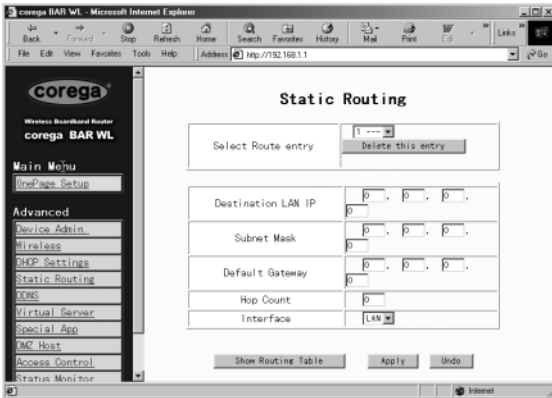 corega BAR WL - Microsoft Internet Explorer
Back Forward Stop Refresh Home Search Favorites History Mail Print Edit » Links »
File Edit View Favorites Tools Help Address http://192.168.1.1 Go
corega
Wireless Boardband Router
corega BAR WL
Main Menu
OnePage Setup
Advanced
Device Admin.
Wireless
DHCP Settings
Static Routing
DDNS
Virtual Server
Special App
DMZ Host
Access Control
Status Monitor
Static Routing
Select Route entry 1 ---
Delete this entry
Destination LAN IP 0 . 0 . 0 .
0
Subnet Mask 0 . 0 . 0 .
0
Default Gateway 0 . 0 . 0 .
0
Hop Count 0
Interface LAN
Show Routing Table Apply Undo
Internet